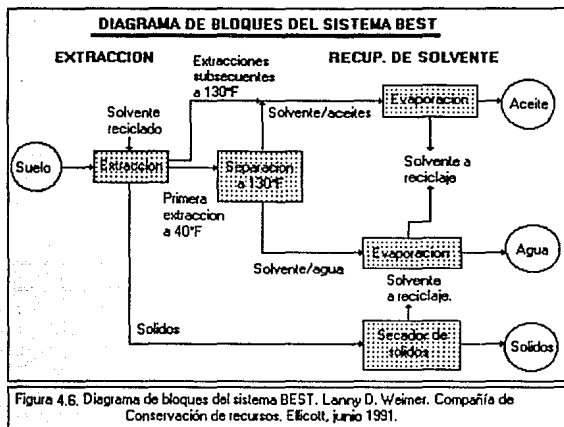 DIAGRAMA DE BLOQUES DEL SISTEMA BEST
EXTRACCION
RECUP. DE SOLVENTE
Extracciones
subsecuentes
a 130°F
Solvente
reciclado
Solvente/aceites
Evaporacion
Aceite
Suelo
Extraccion
Separacion
a 130°F
Solvente a
reciclaje
Primera
extraccion
a 40°F
Solvente/agua
Evaporacion
Agua
Solvente
a reciclaje.
Solidos
Secador de
solidos
Solidos
Figura 4.6. Diagrama de bloques del sistema BEST. Lanny D. Weimer. Compañía de
Conservación de recursos. Ellicott, junio 1991.